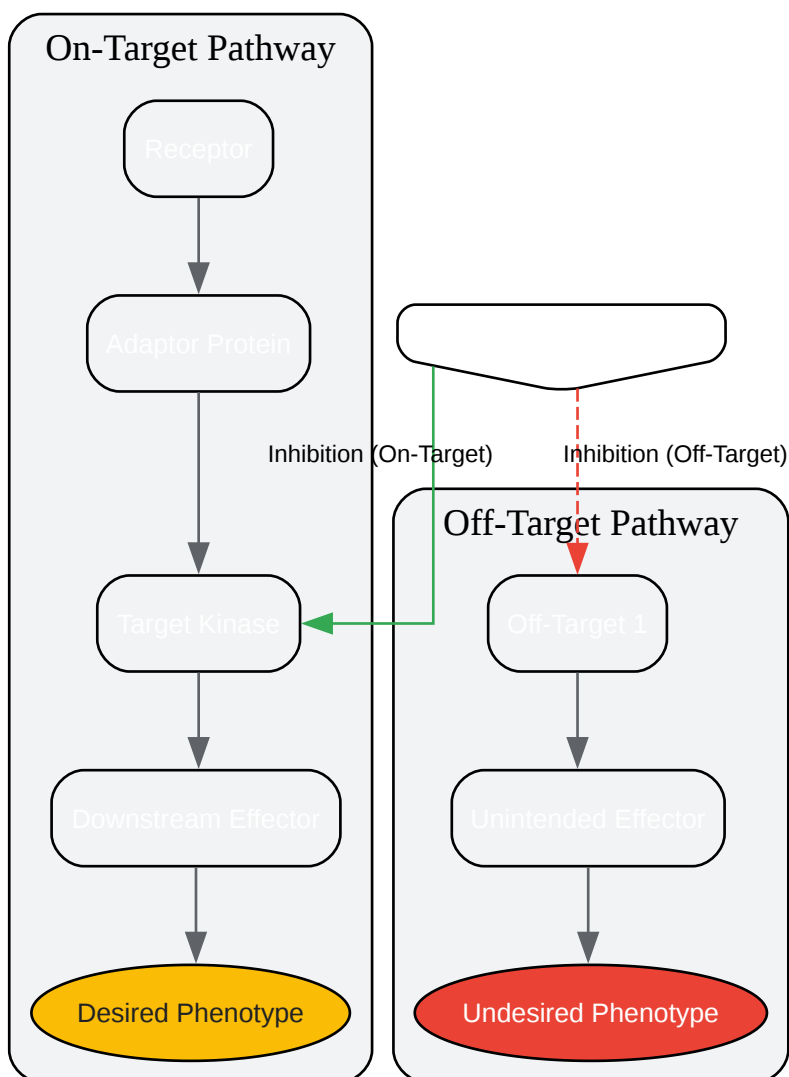 On-Target Pathway
Receptor
Adaptor Protein
Inhibition (On-Target)
Inhibition (Off-Target)
Off-Target Pathway
Target Kinase
Off-Target 1
Downstream Effector
Unintended Effector
Desired Phenotype
Undesired Phenotype